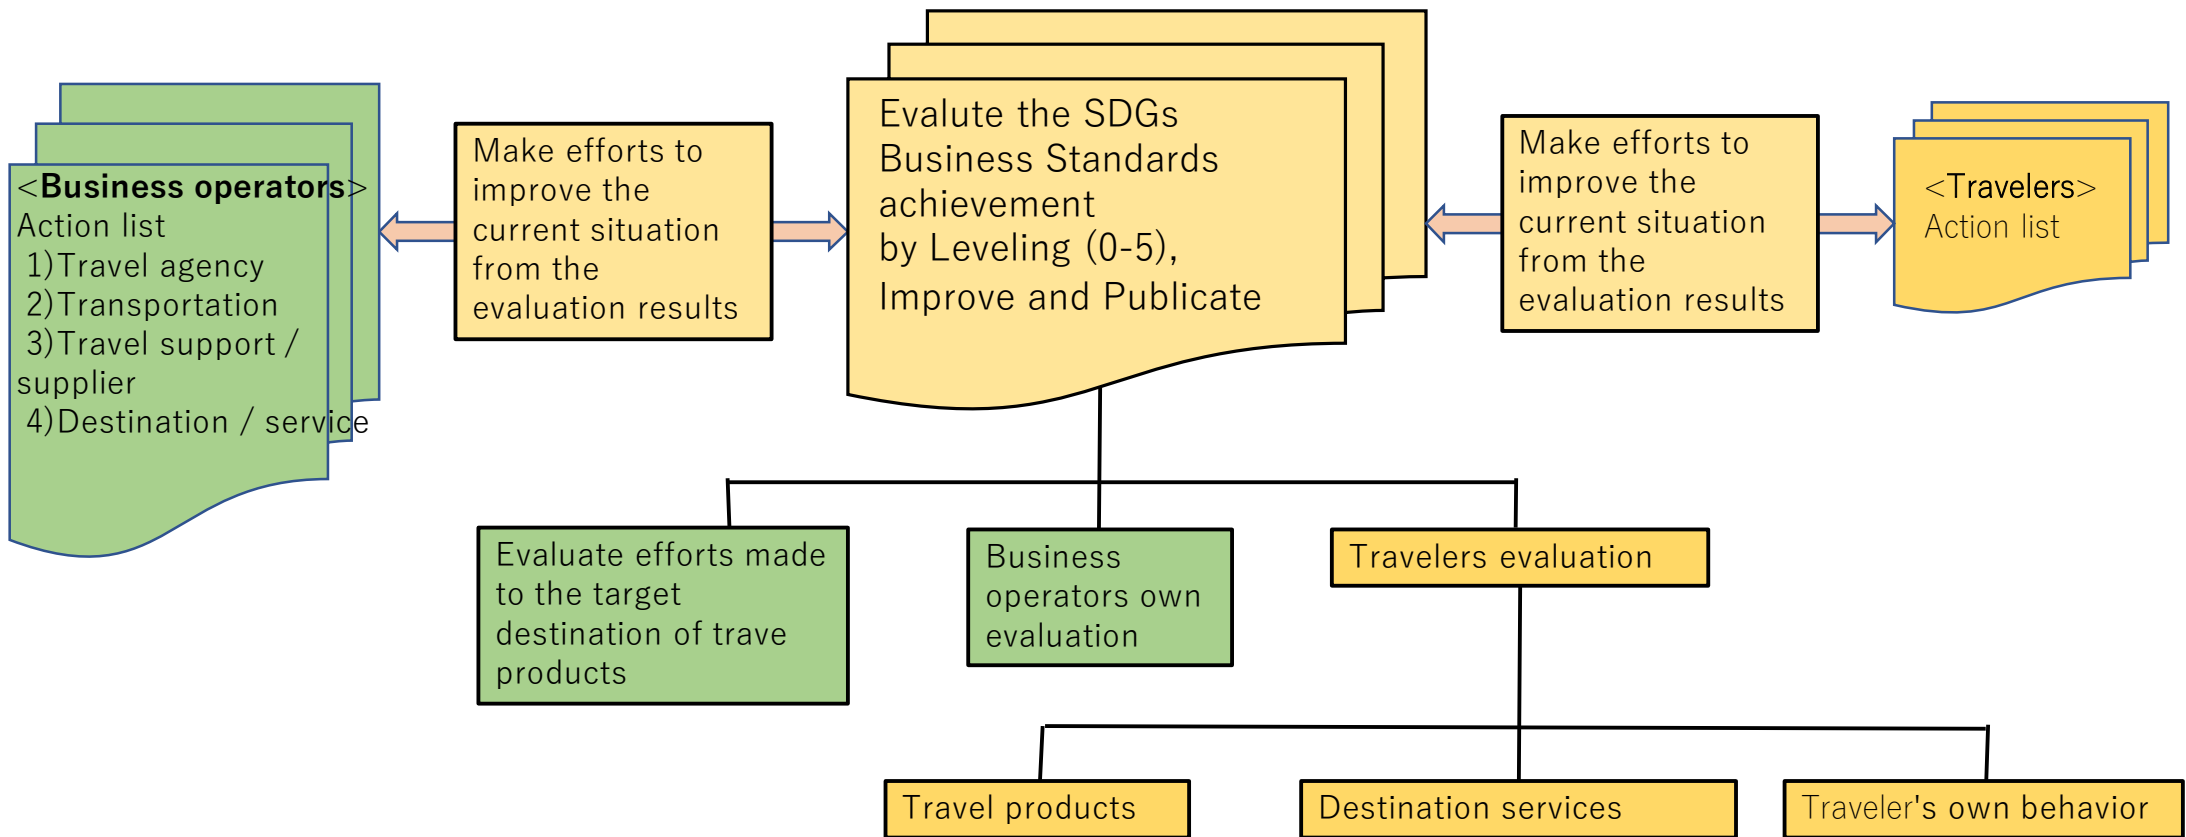 <Business operators>
Action list
1)Travel agency
2)Transportation
3)Travel support /
supplier
4)Destination / service
Make efforts to
improve the
current situation
from the
evaluation results
Evalute the SDGs
Business Standards
achievement
by Leveling (0-5),
Improve and Publicate
Make efforts to
improve the
current situation
from the
evaluation results
<Travelers>
Action list
Evaluate efforts made
to the target
destination of trave
products
Business
operators own
evaluation
Travelers evaluation
Travel products
Destination services
Traveler's own behavior